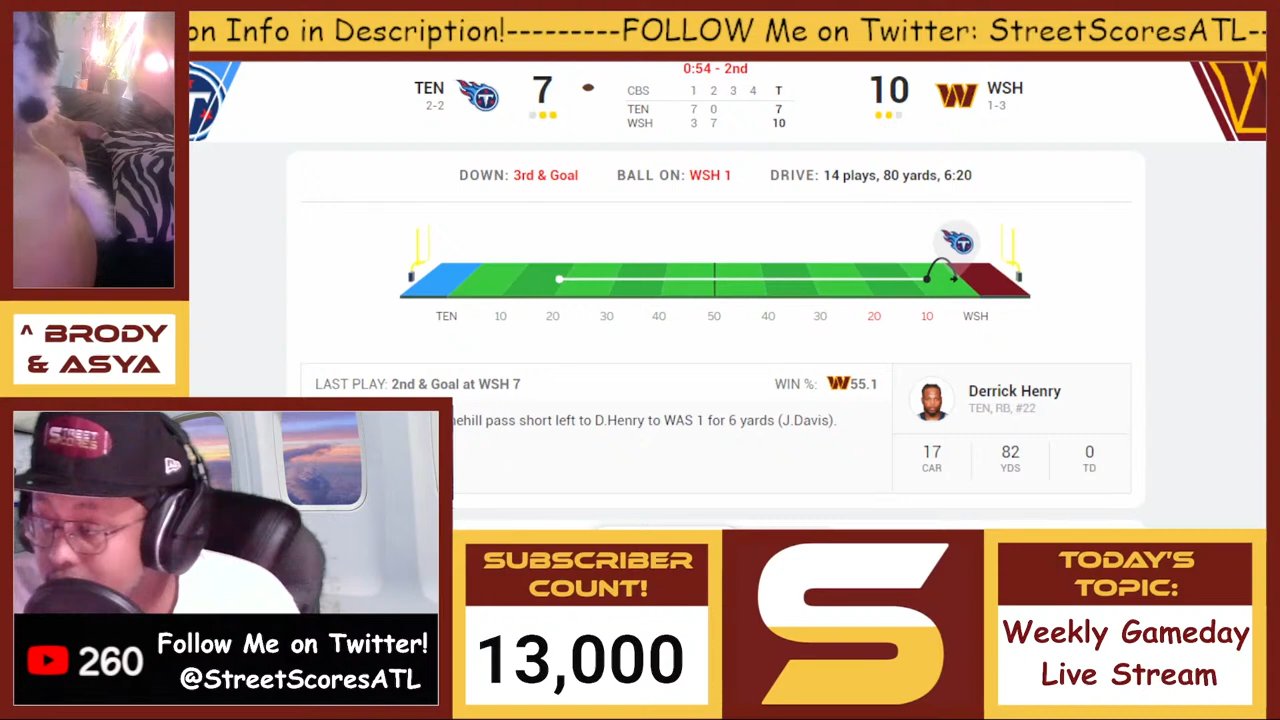 on Info in Description!---------FOLLOW Me on Twitter: StreetScoresATL--
0:54 - 2nd
TEN 7 10 WSH
2-2 1-3
CBS 1 2 3 4 T
TEN 7 0 7
WSH 3 7 10
DOWN: 3rd & Goal BALL ON: WSH 1 DRIVE: 14 plays, 80 yards, 6:20
TEN 10 20 30 40 50 40 30 20 10 WSH
^ BRODY
& ASYA
LAST PLAY: 2nd & Goal at WSH 7 WIN %: W 55.1
nehill pass short left to D.Henry to WAS 1 for 6 yards (J.Davis).
Derrick Henry
TEN, RB, #22
17 82 0
CAR YDS TD
STREET
SCORES
SUBSCRIBER
COUNT!
13,000
TODAY'S
TOPIC:
Weekly Gameday
Live Stream
260
Follow Me on Twitter!
@StreetScoresATL